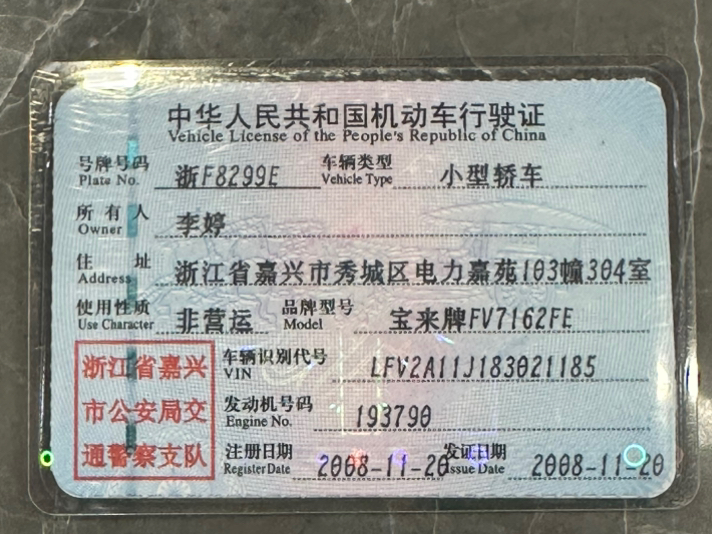 中华人民共和国机动车行驶证
Vehicle License of the People's Republic of China
号牌号码 浙F8299E 车辆类型 小型轿车
Plate No. Vehicle Type
所有人 李婷
Owner
住址 浙江省嘉兴市秀城区电力嘉苑103幢304室
Address
使用性质 非营运 品牌型号 宝来牌FV7162FE
Use Character Model
浙江省嘉兴
市公安局交
通警察支队
车辆识别代号 LFV2A11J183021185
VIN
发动机号码 193790
Engine No.
注册日期 2008-11-20 发证日期 2008-11-20
Register Date Issue Date